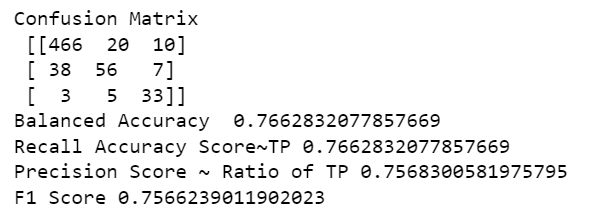 Confusion Matrix
[[466 20 10]
[ 38 56 7]
[ 3 5 33]]
Balanced Accuracy 0.7662832077857669
Recall Accuracy Score~TP 0.7662832077857669
Precision Score ~ Ratio of TP 0.7568300581975795
F1 Score 0.7566239011902023